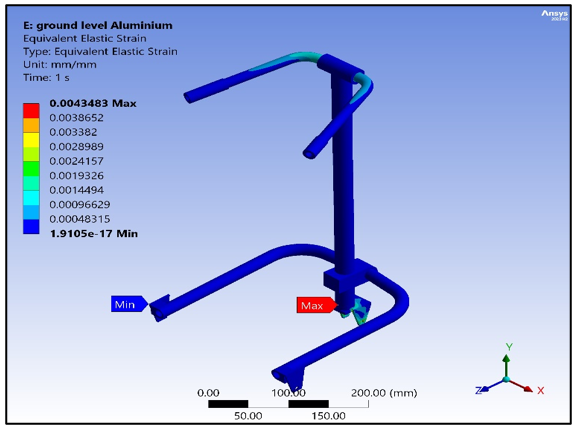 E: ground level Aluminium
Equivalent Elastic Strain
Type: Equivalent Elastic Strain
Unit: mm/mm
Time: 1 s
Ansys
0.0043483 Max
0.0038652
0.003382
0.0028989
0.0024157
0.0019326
0.0014494
0.00096629
0.00048315
1.9105e-17 Min
Min
Max
Y
Z
X
0.00 100.00 200.00 (mm)
50.00 150.00